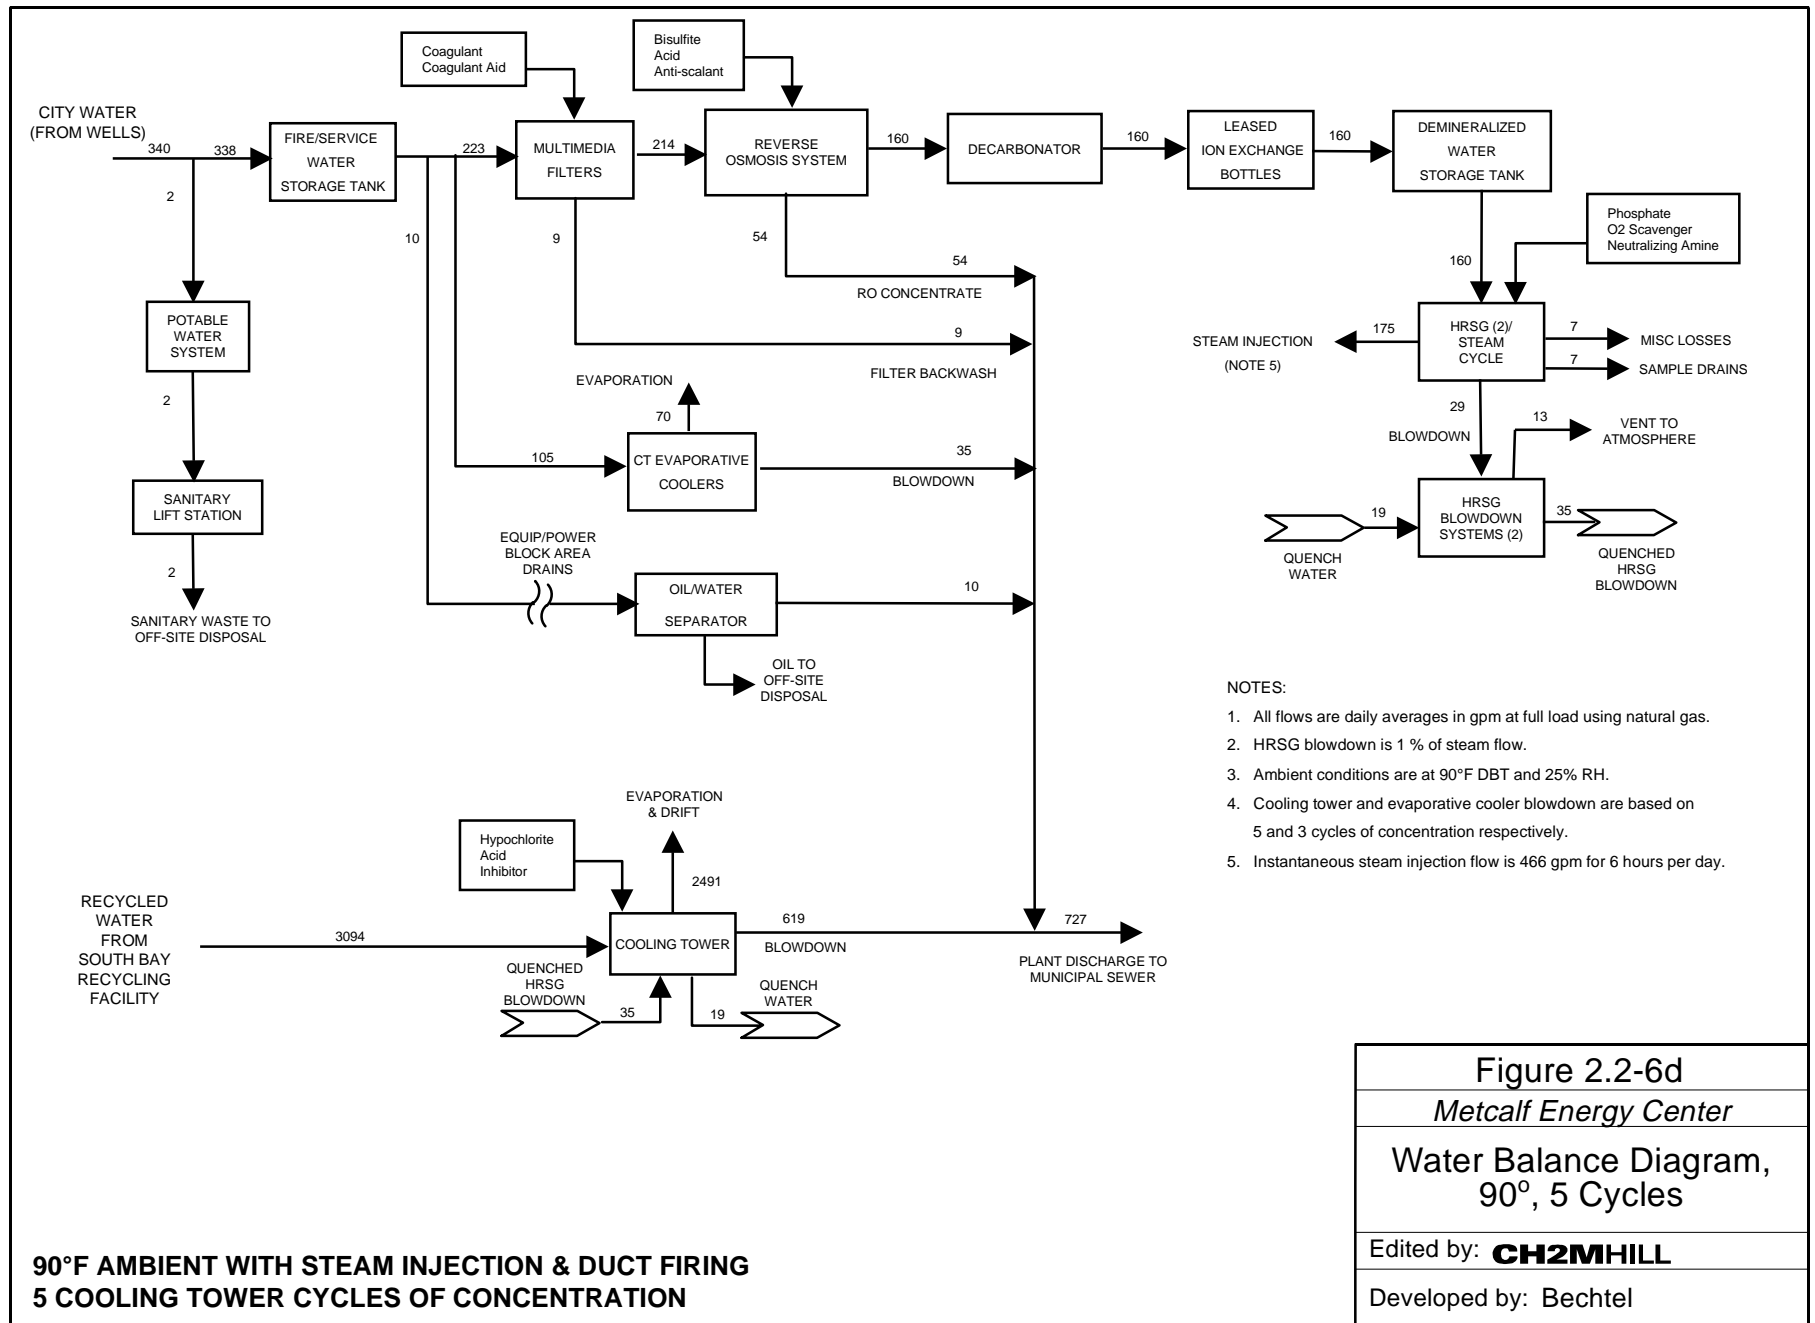 Coagulant
Coagulant Aid
Bisulfite
Acid
Anti-scalant
CITY WATER
(FROM WELLS)
340
338
2
FIRE/SERVICE
WATER
STORAGE TANK
223
10
MULTIMEDIA
FILTERS
214
9
REVERSE
OSMOSIS SYSTEM
160
54
DECARBONATOR
160
LEASED
ION EXCHANGE
BOTTLES
160
DEMINERALIZED
WATER
STORAGE TANK
160
Phosphate
O2 Scavenger
Neutralizing Amine
54
RO CONCENTRATE
9
FILTER BACKWASH
POTABLE
WATER
SYSTEM
2
SANITARY
LIFT STATION
2
SANITARY WASTE TO
OFF-SITE DISPOSAL
EVAPORATION
70
105
CT EVAPORATIVE
COOLERS
35
BLOWDOWN
EQUIP/POWER
BLOCK AREA
DRAINS
OIL/WATER
SEPARATOR
10
OIL TO
OFF-SITE
DISPOSAL
STEAM INJECTION
(NOTE 5)
175
HRSG (2)/
STEAM
CYCLE
7
MISC LOSSES
7
SAMPLE DRAINS
29
BLOWDOWN
13
VENT TO
ATMOSPHERE
19
QUENCH
WATER
HRSG
BLOWDOWN
SYSTEMS (2)
35
QUENCHED
HRSG
BLOWDOWN
NOTES:
1. All flows are daily averages in gpm at full load using natural gas.
2. HRSG blowdown is 1 % of steam flow.
3. Ambient conditions are at 90°F DBT and 25% RH.
4. Cooling tower and evaporative cooler blowdown are based on
5 and 3 cycles of concentration respectively.
5. Instantaneous steam injection flow is 466 gpm for 6 hours per day.
EVAPORATION
& DRIFT
Hypochlorite
Acid
Inhibitor
2491
RECYCLED
WATER
FROM
SOUTH BAY
RECYCLING
FACILITY
3094
COOLING TOWER
619
BLOWDOWN
727
PLANT DISCHARGE TO
MUNICIPAL SEWER
QUENCHED
HRSG
BLOWDOWN
35
19
QUENCH
WATER
Figure 2.2-6d
Metcalf Energy Center
Water Balance Diagram,
90°, 5 Cycles
Edited by: CH2MHILL
Developed by: Bechtel
90°F AMBIENT WITH STEAM INJECTION & DUCT FIRING
5 COOLING TOWER CYCLES OF CONCENTRATION